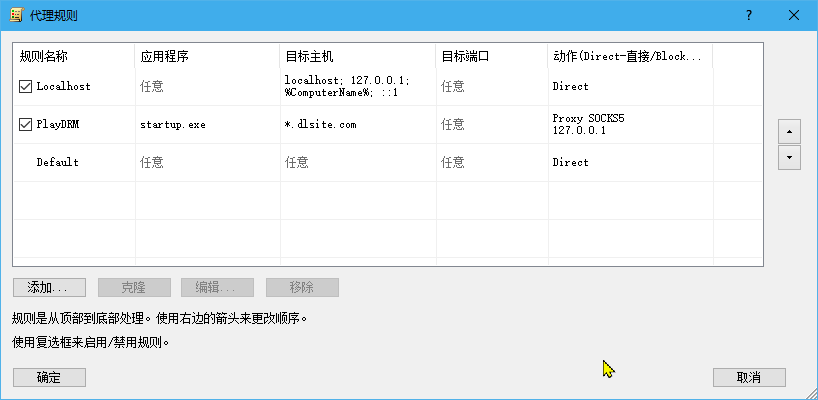 代理规则
规则名称 应用程序 目标主机 目标端口 动作(Direct-直接/Block...
Localhost 任意 localhost; 127.0.0.1; %ComputerName%; ::1 任意 Direct
PlayDRM startup.exe *.dlsite.com 任意 Proxy SOCKS5 127.0.0.1
Default 任意 任意 任意 Direct
添加... 克隆 编辑... 移除
规则是从顶部到底部处理。使用右边的箭头来更改顺序。
使用复选框来启用/禁用规则。
确定 取消